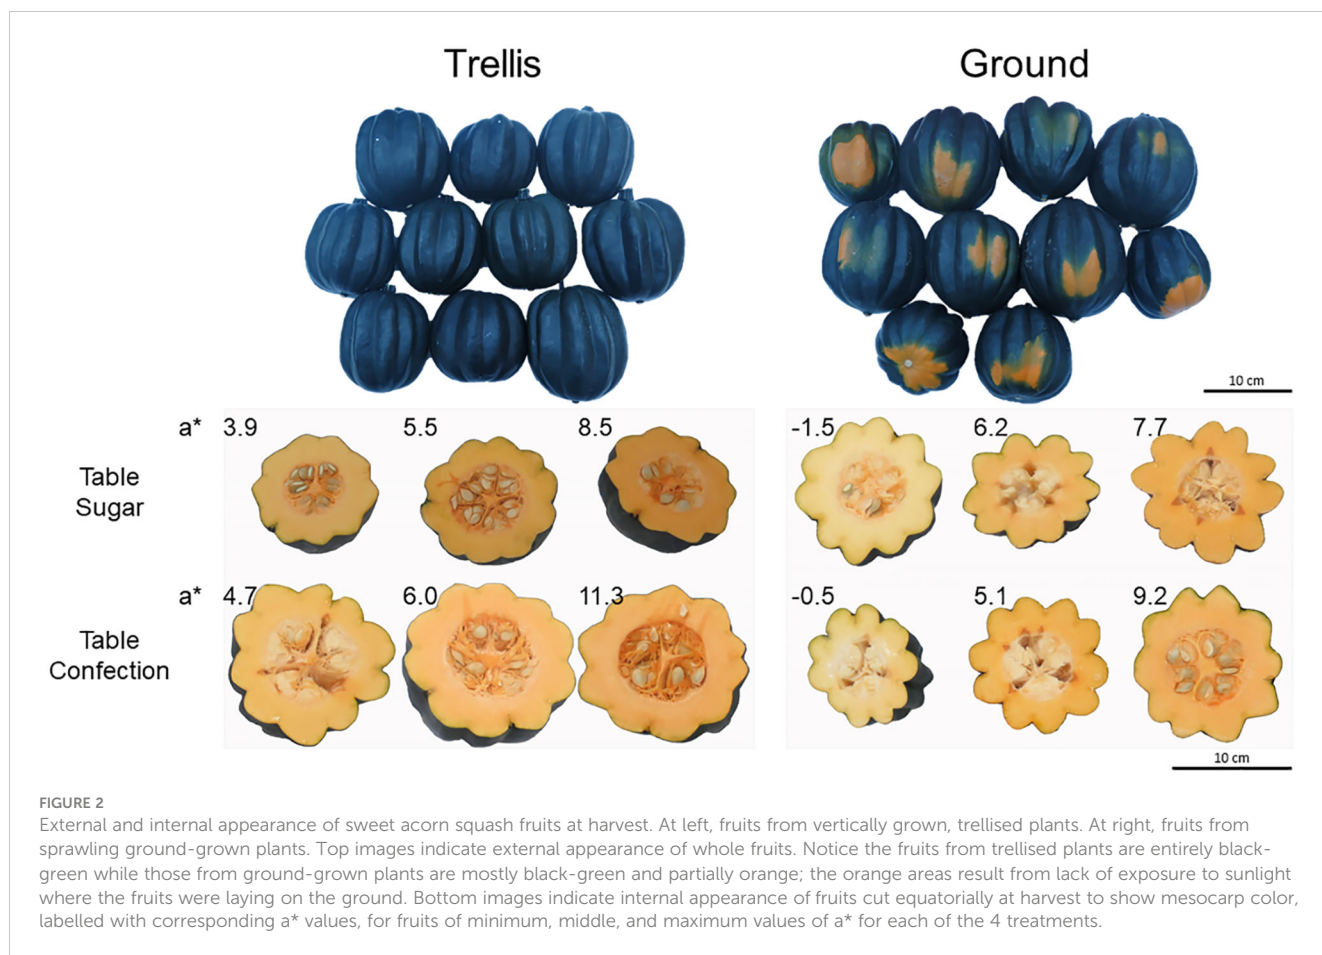 Trellis
Ground
10 cm
a* 3.9 5.5 8.5 -1.5 6.2 7.7
Table
Sugar
a* 4.7 6.0 11.3 -0.5 5.1 9.2
Table
Confection
10 cm
FIGURE 2
External and internal appearance of sweet acorn squash fruits at harvest. At left, fruits from vertically grown, trellised plants. At right, fruits from
sprawling ground-grown plants. Top images indicate external appearance of whole fruits. Notice the fruits from trellised plants are entirely black-
green while those from ground-grown plants are mostly black-green and partially orange; the orange areas result from lack of exposure to sunlight
where the fruits were laying on the ground. Bottom images indicate internal appearance of fruits cut equatorially at harvest to show mesocarp color,
labelled with corresponding a* values, for fruits of minimum, middle, and maximum values of a* for each of the 4 treatments.